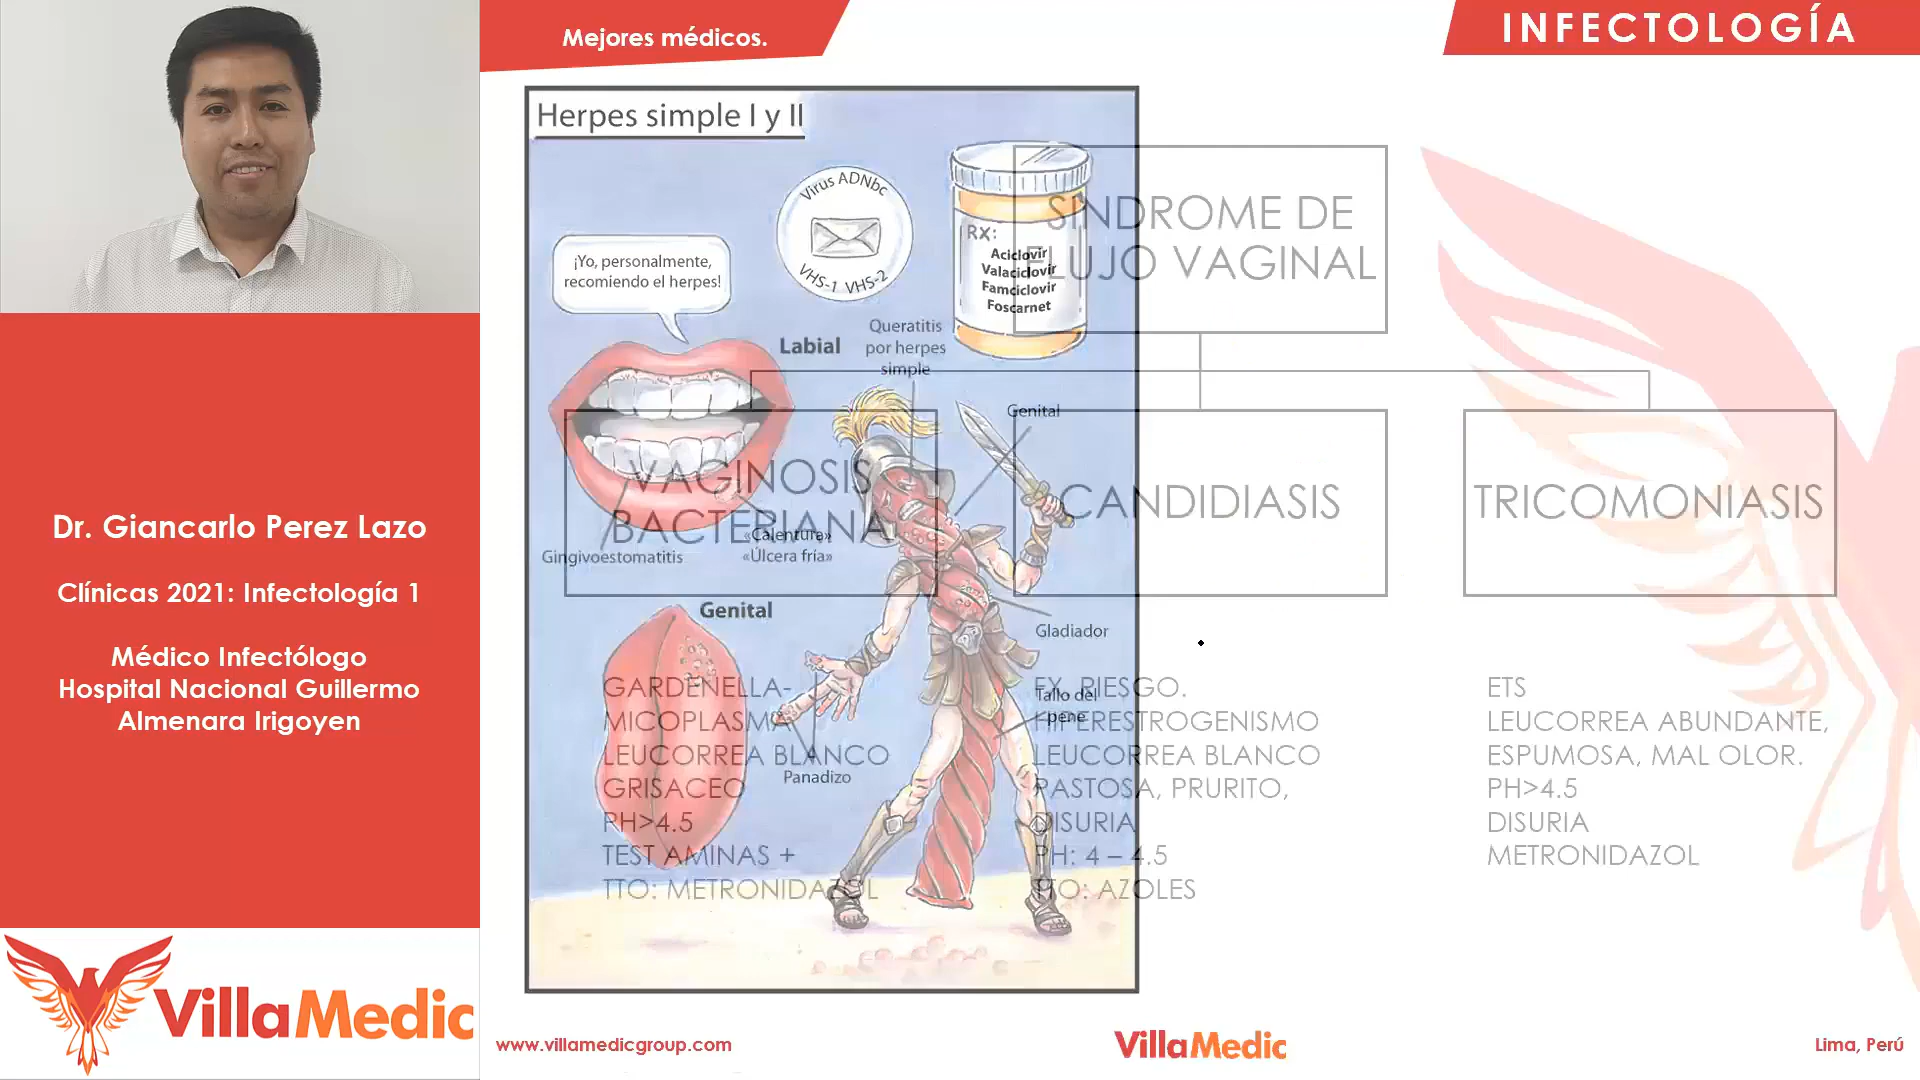 Mejores médicos.
INFECTOLOGÍA
Herpes simple I y II
Virus ADNbc
VHS-1 VHS-2
¡Yo, personalmente,
recomiendo el herpes!
RX:
Aciclovir
Valaciclovir
Famciclovir
Foscarnet
Labial
Queratitis
por herpes
simple
Genital
Gingivoestomatitis
«Calentura»
«Úlcera fría»
Genital
Gladiador
Tallo del
pene
Panadizo
SINDROME DE
FLUJO VAGINAL
VAGINOSIS
BACTERIANA
CANDIDIASIS
TRICOMONIASIS
GARDENELLA-
MICOPLASMA
LEUCORREA BLANCO
GRISACEO
PH>4.5
TEST AMINAS +
TTO: METRONIDAZOL
FX. RIESGO.
HIPERESTROGENISMO
LEUCORREA BLANCO
PASTOSA, PRURITO,
DISURIA
PH: 4 – 4.5
TTO: AZOLES
ETS
LEUCORREA ABUNDANTE,
ESPUMOSA, MAL OLOR.
PH>4.5
DISURIA
METRONIDAZOL
Dr. Giancarlo Perez Lazo
Clínicas 2021: Infectología 1
Médico Infectólogo
Hospital Nacional Guillermo
Almenara Irigoyen
VillaMedic
www.villamedicgroup.com
VillaMedic
Lima, Perú